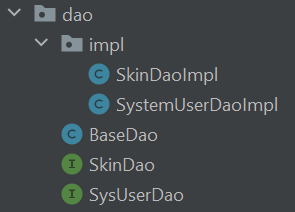 dao
impl
C SkinDaoImpl
C SystemUserDaoImpl
C BaseDao
I SkinDao
I SysUserDao